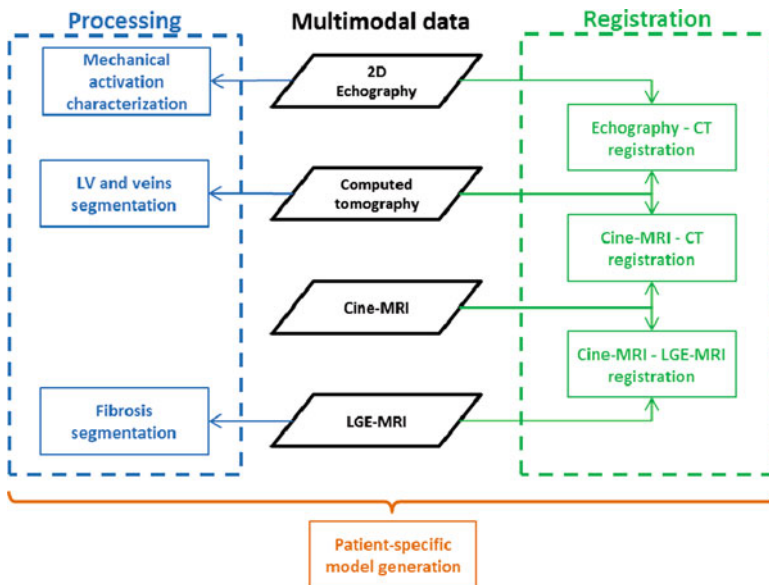 Processing
Multimodal data
Registration
Mechanical
activation
characterization
2D
Echography
Echography - CT
registration
LV and veins
segmentation
Computed
tomography
Cine-MRI - CT
registration
Cine-MRI
Cine-MRI - LGE-MRI
registration
Fibrosis
segmentation
LGE-MRI
Patient-specific
model generation